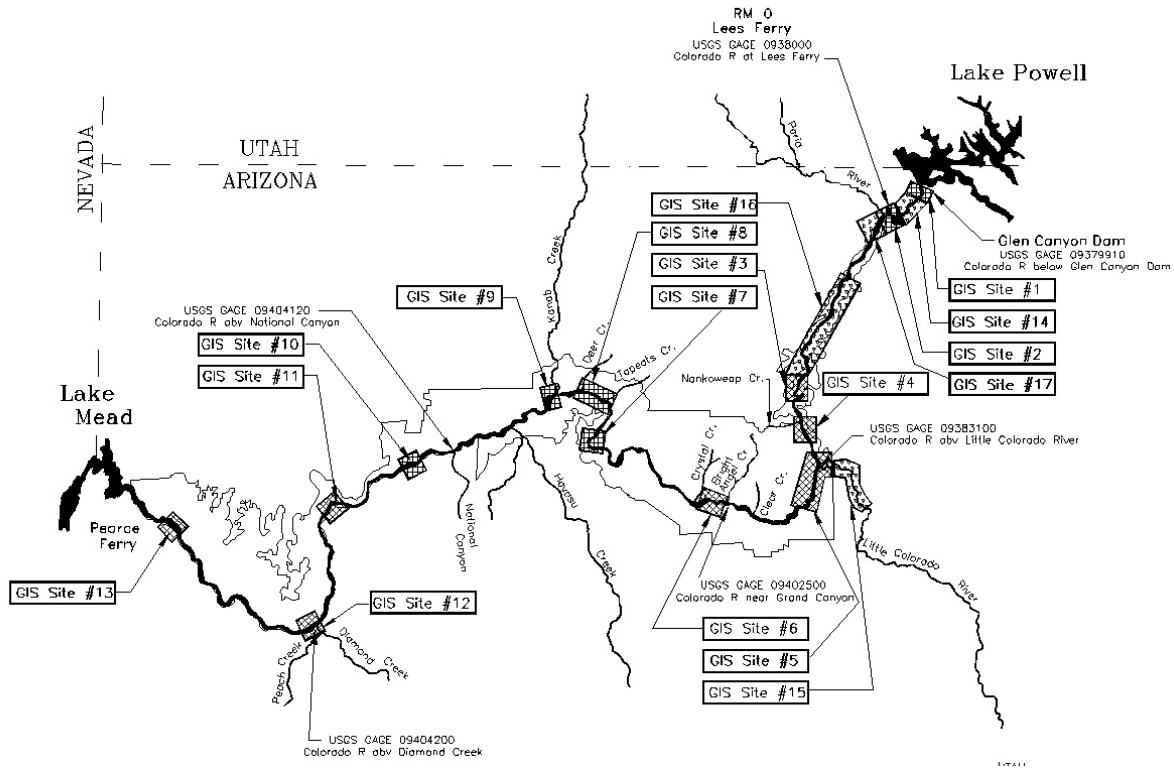 RM 0
Lees Ferry
USGS GAGE 0938000
Colorado R at Lees Ferry
Lake Powell
NEVADA
UTAH
ARIZONA
Paria
River
GIS Site #16
GIS Site #8
GIS Site #3
GIS Site #7
Glen Canyon Dam
USGS GAGE 09379910
Colorado R below Glen Canyon Dam
GIS Site #1
GIS Site #14
GIS Site #2
GIS Site #17
Kanab
Creek
GIS Site #9
USGS GAGE 09404120
Colorado R abv National Canyon
GIS Site #10
GIS Site #11
Deer Cr.
Tapeats Cr.
Nankoweap Cr.
GIS Site #4
USGS GAGE 09383100
Colorado R abv Little Colorado River
Lake
Mead
Crystal Cr.
Bright
Angel Cr.
Clear Cr.
Pearce
Ferry
National
Canyon
Havasu
Creek
Little Colorado
River
GIS Site #13
GIS Site #12
USGS GAGE 09402500
Colorado R near Grand Canyon
GIS Site #6
GIS Site #5
GIS Site #15
Peach Creek
Diamond Creek
USGS GAGE 09404200
Colorado R abv Diamond Creek
UTAH